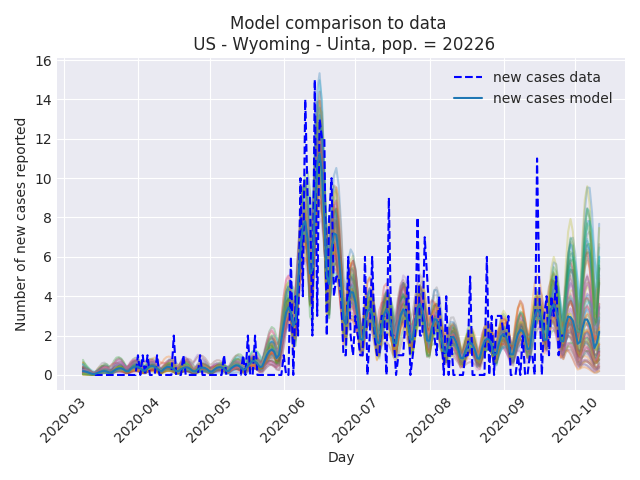 Model comparison to data
US - Wyoming - Uinta, pop. = 20226
new cases data
new cases model
Number of new cases reported
16
14
12
10
8
6
4
2
0
2020-03
2020-04
2020-05
2020-06
2020-07
2020-08
2020-09
2020-10
Day